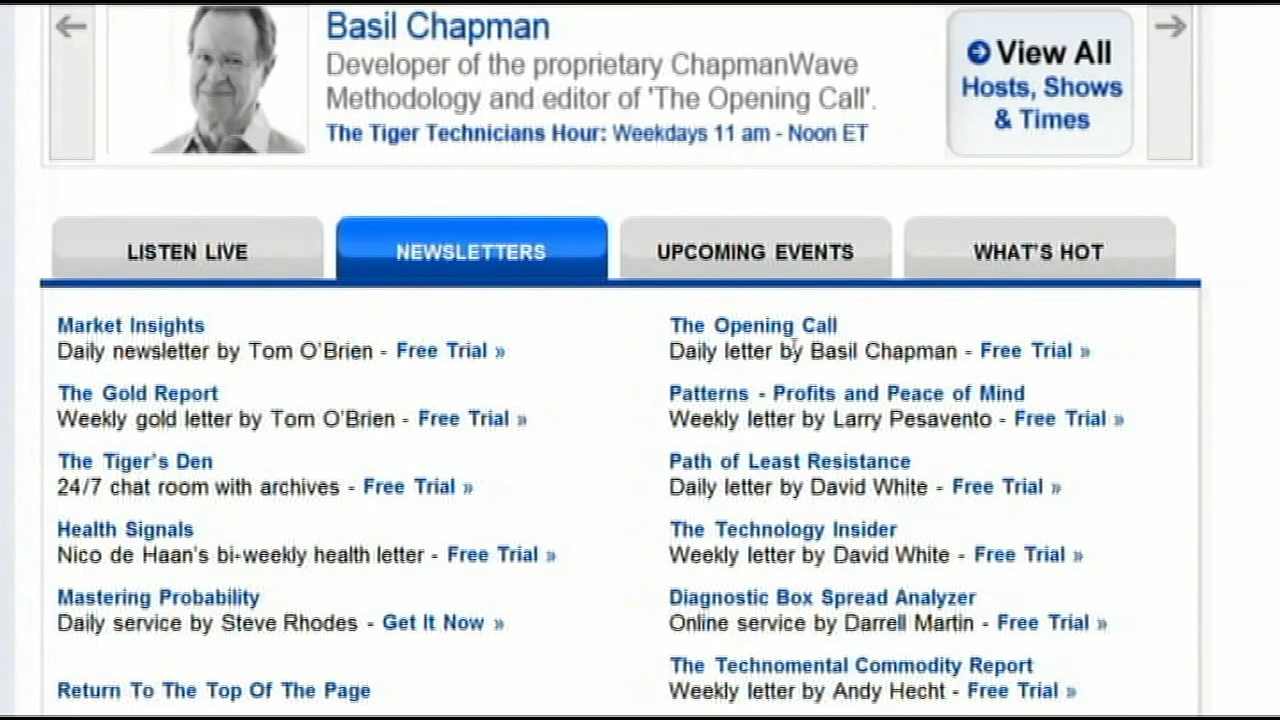 Basil Chapman
Developer of the proprietary ChapmanWave
Methodology and editor of 'The Opening Call'.
The Tiger Technicians Hour: Weekdays 11 am - Noon ET
View All
Hosts, Shows
& Times
LISTEN LIVE
NEWSLETTERS
UPCOMING EVENTS
WHAT'S HOT
Market Insights
Daily newsletter by Tom O'Brien - Free Trial »
The Gold Report
Weekly gold letter by Tom O'Brien - Free Trial »
The Tiger's Den
24/7 chat room with archives - Free Trial »
Health Signals
Nico de Haan's bi-weekly health letter - Free Trial »
Mastering Probability
Daily service by Steve Rhodes - Get It Now »
Return To The Top Of The Page
The Opening Call
Daily letter by Basil Chapman - Free Trial »
Patterns - Profits and Peace of Mind
Weekly letter by Larry Pesavento - Free Trial »
Path of Least Resistance
Daily letter by David White - Free Trial »
The Technology Insider
Weekly letter by David White - Free Trial »
Diagnostic Box Spread Analyzer
Online service by Darrell Martin - Free Trial »
The Technomental Commodity Report
Weekly letter by Andy Hecht - Free Trial »